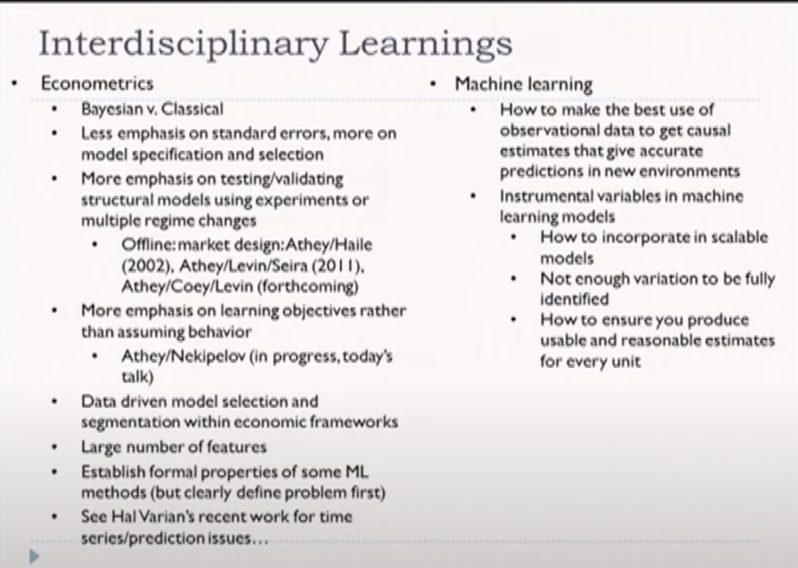 Interdisciplinary Learnings
• Econometrics
• Bayesian v. Classical
• Less emphasis on standard errors, more on
model specification and selection
• More emphasis on testing/validating
structural models using experiments or
multiple regime changes
• Offline: market design: Athey/Haile
(2002), Athey/Levin/Seira (2011),
Athey/Coey/Levin (forthcoming)
• More emphasis on learning objectives rather
than assuming behavior
• Athey/Nekipelov (in progress, today's
talk)
• Data driven model selection and
segmentation within economic frameworks
• Large number of features
• Establish formal properties of some ML
methods (but clearly define problem first)
• See Hal Varian's recent work for time
series/prediction issues…
• Machine learning
• How to make the best use of
observational data to get causal
estimates that give accurate
predictions in new environments
• Instrumental variables in machine
learning models
• How to incorporate in scalable
models
• Not enough variation to be fully
identified
• How to ensure you produce
usable and reasonable estimates
for every unit